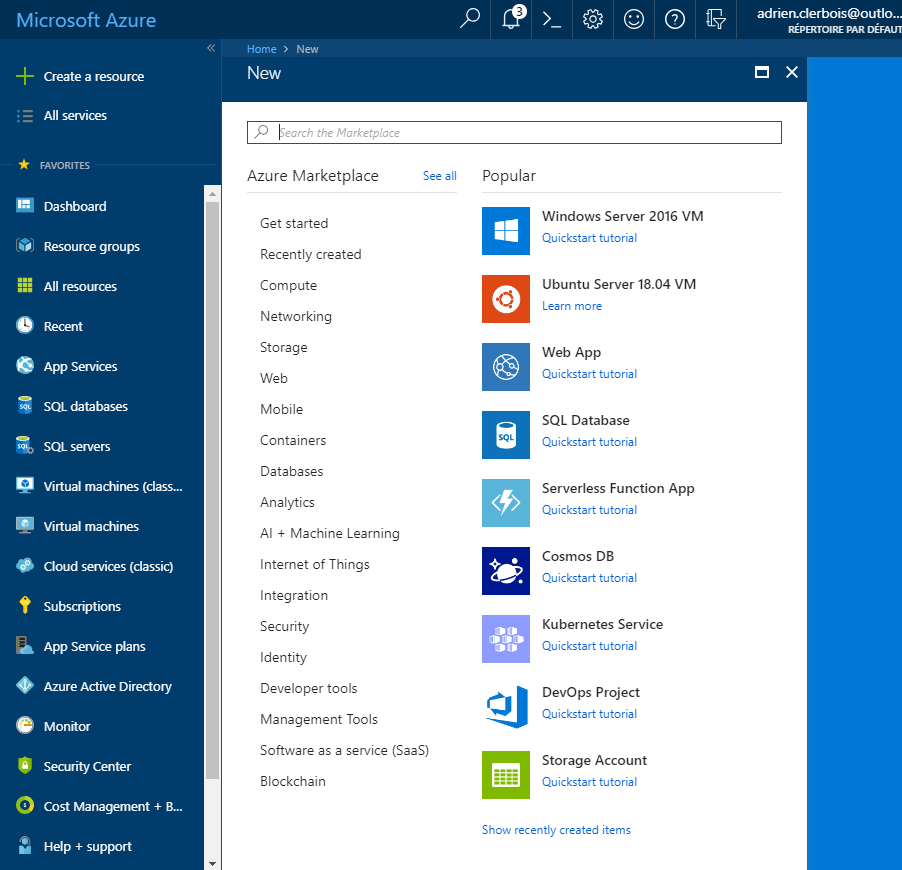 Microsoft Azure
3
>_
?
adrien.clerbois@outlo...
RÉPERTOIRE PAR DÉFAUT
«
Home > New
New
Create a resource
All services
FAVORITES
Dashboard
Resource groups
All resources
Recent
App Services
SQL databases
SQL servers
Virtual machines (class...
Virtual machines
Cloud services (classic)
Subscriptions
App Service plans
Azure Active Directory
Monitor
Security Center
Cost Management + B...
Help + support
Search the Marketplace
Azure Marketplace
See all
Get started
Recently created
Compute
Networking
Storage
Web
Mobile
Containers
Databases
Analytics
AI + Machine Learning
Internet of Things
Integration
Security
Identity
Developer tools
Management Tools
Software as a service (SaaS)
Blockchain
Popular
Windows Server 2016 VM
Quickstart tutorial
Ubuntu Server 18.04 VM
Learn more
Web App
Quickstart tutorial
SQL
SQL Database
Quickstart tutorial
Serverless Function App
Quickstart tutorial
Cosmos DB
Quickstart tutorial
Kubernetes Service
Quickstart tutorial
DevOps Project
Quickstart tutorial
Storage Account
Quickstart tutorial
Show recently created items